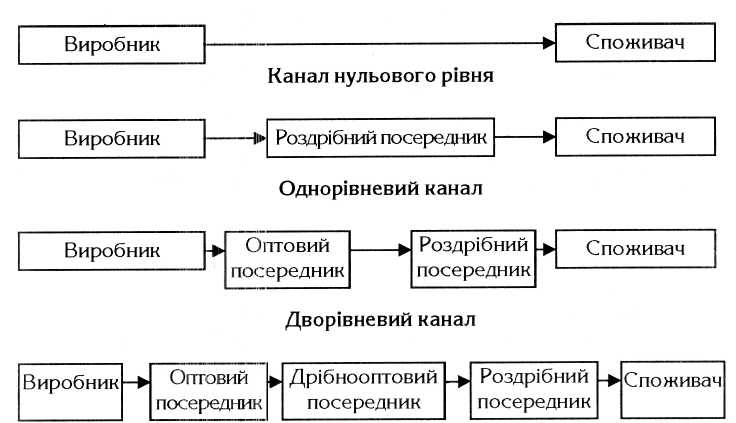 Виробник Споживач
Канал нульового рівня
Виробник Роздрібний посередник Споживач
Однорівневий канал
Виробник Оптовий посередник Роздрібний посередник Споживач
Дворівневий канал
Виробник Оптовий посередник Дрібнооптовий посередник Роздрібний посередник Споживач